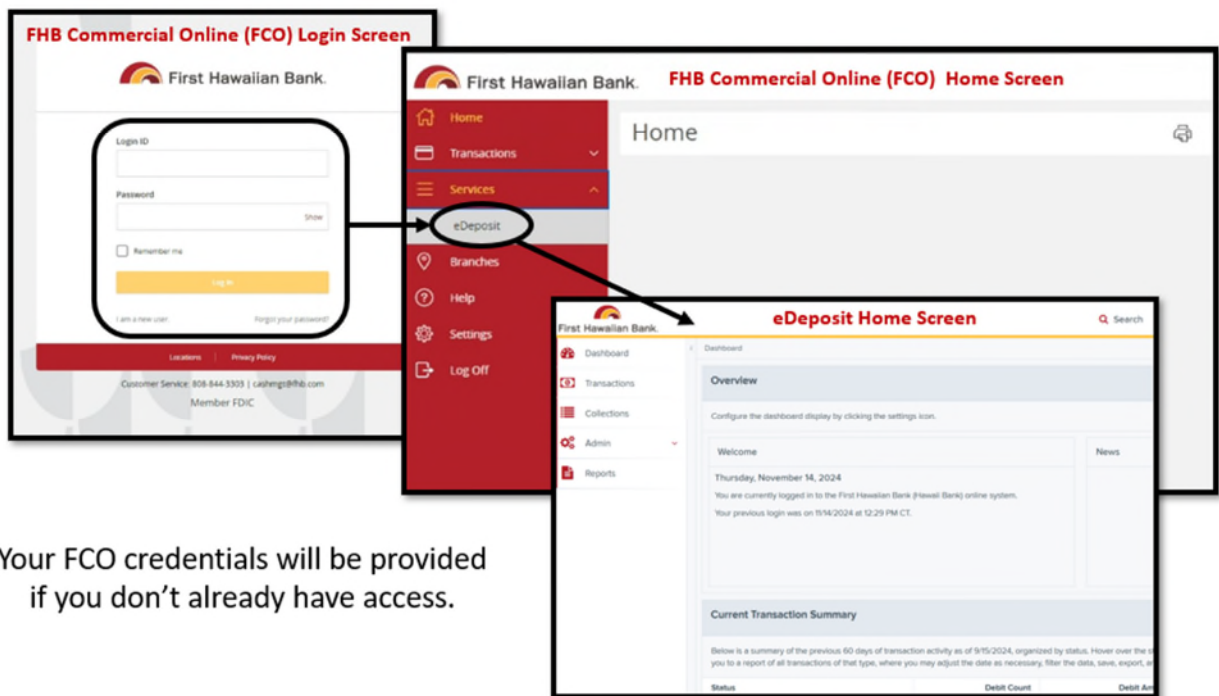 FHB Commercial Online (FCO) Login Screen
First Hawaiian Bank.
Login ID
Password
Show
Remember me
Log In
I am a new user
Forgot your password?
Locations | Privacy Policy
Customer Service: 808-844-3303 | cashmgt@fhb.com
Member FDIC
First Hawaiian Bank.
FHB Commercial Online (FCO) Home Screen
Home
Transactions
Services
eDeposit
Branches
Help
Settings
Log Off
Home
First Hawaiian Bank.
eDeposit Home Screen
Search
Dashboard
Transactions
Collections
Admin
Reports
Dashboard
Overview
Configure the dashboard display by clicking the settings icon.
Welcome
News
Thursday, November 14, 2024
You are currently logged in to the First Hawaiian Bank (Hawaii Bank) online system.
Your previous login was on 11/14/2024 at 12:29 PM CT.
Current Transaction Summary
Below is a summary of the previous 60 days of transaction activity as of 9/15/2024, organized by status. Hover over the
you to a report of all transactions of that type, where you may adjust the date as necessary, filter the data, save, export,
Status
Debit Count
Debit
Your FCO credentials will be provided
if you don't already have access.